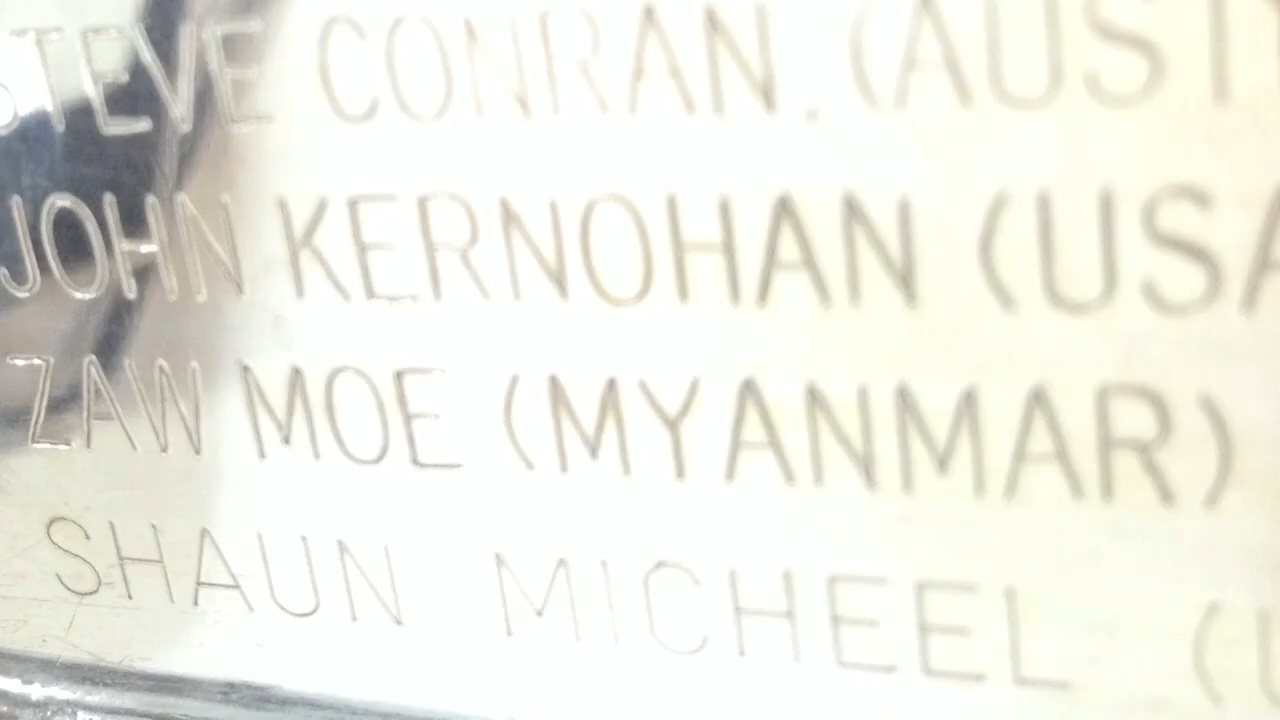 STEVE CONRAN. (AUST
JOHN KERNOHAN (USA
ZAW MOE (MYANMAR)
SHAUN MICHEEL (U